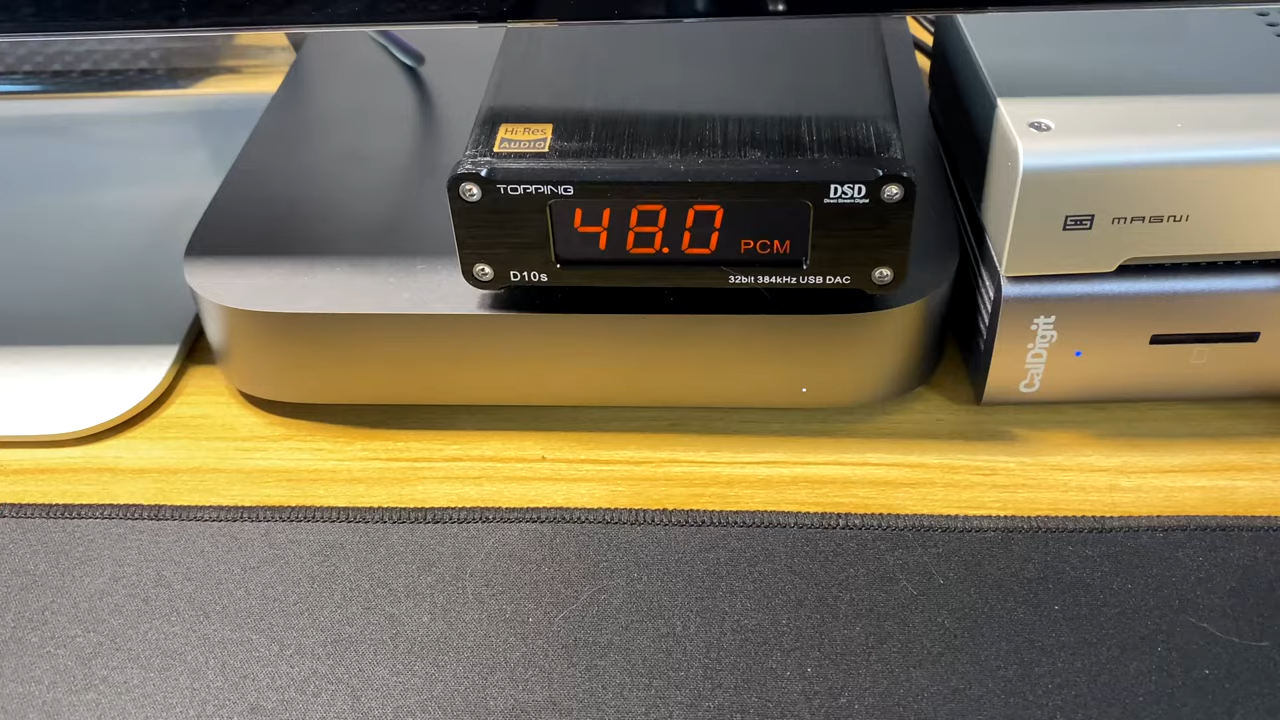 Hi-Res
AUDIO
TOPPING
DSD
Direct Stream Digital
48.0 PCM
D10s
32bit 384kHz USB DAC
MAGNI
CalDigit